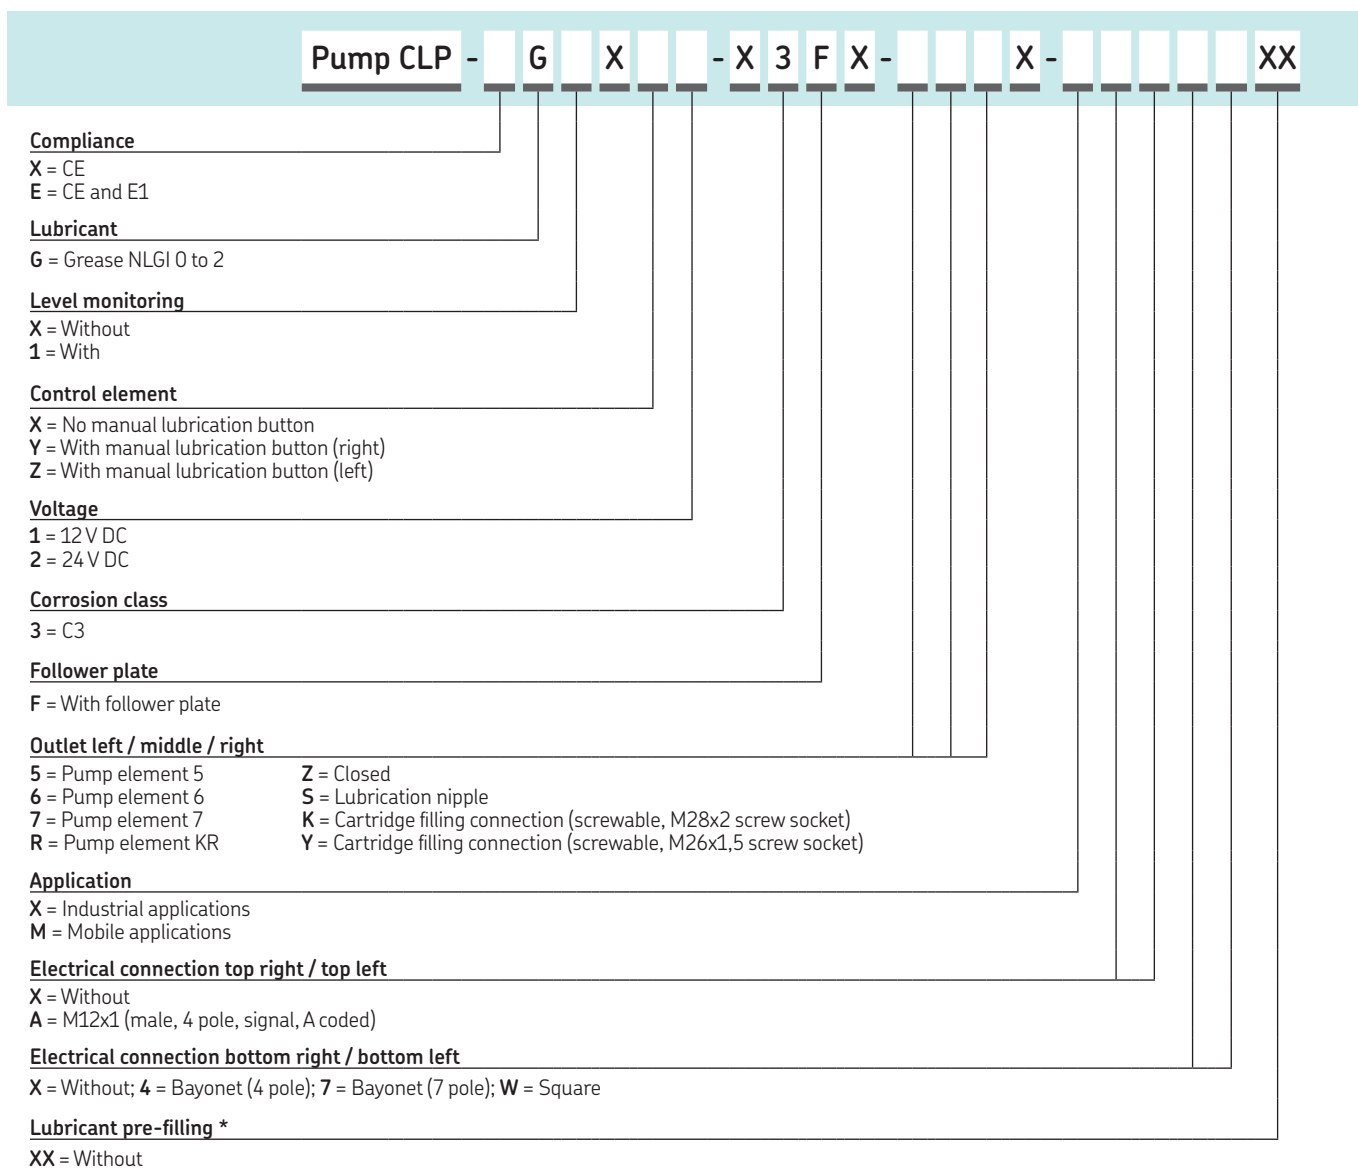 Pump CLP - G X - X 3 F X - X - XX
Compliance
X = CE
E = CE and E1
Lubricant
G = Grease NLGI 0 to 2
Level monitoring
X = Without
1 = With
Control element
X = No manual lubrication button
Y = With manual lubrication button (right)
Z = With manual lubrication button (left)
Voltage
1 = 12 V DC
2 = 24 V DC
Corrosion class
3 = C3
Follower plate
F = With follower plate
Outlet left / middle / right
5 = Pump element 5
6 = Pump element 6
7 = Pump element 7
R = Pump element KR
Z = Closed
S = Lubrication nipple
K = Cartridge filling connection (screwable, M28x2 screw socket)
Y = Cartridge filling connection (screwable, M26x1,5 screw socket)
Application
X = Industrial applications
M = Mobile applications
Electrical connection top right / top left
X = Without
A = M12x1 (male, 4 pole, signal, A coded)
Electrical connection bottom right / bottom left
X = Without; 4 = Bayonet (4 pole); 7 = Bayonet (7 pole); W = Square
Lubricant pre-filling *
XX = Without